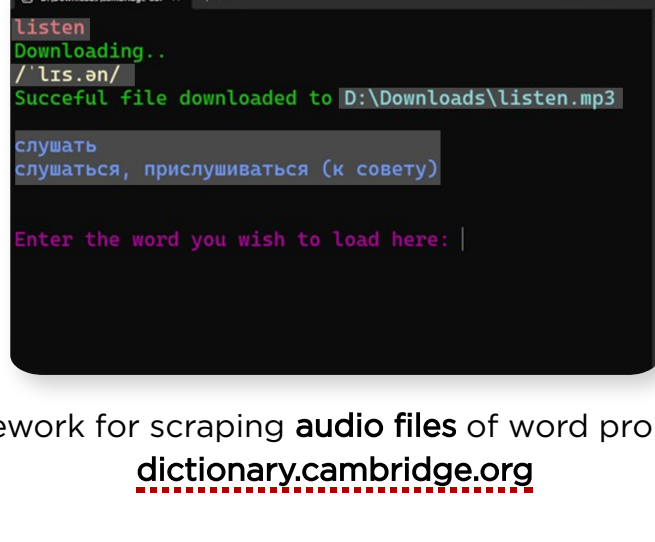 listen
Downloading..
/ˈlɪs.ən/
Succeful file downloaded to D:\Downloads\listen.mp3
слушать
слушаться, прислушиваться (к совету)
Enter the word you wish to load here:
ework for scraping audio files of word pro
dictionary.cambridge.org